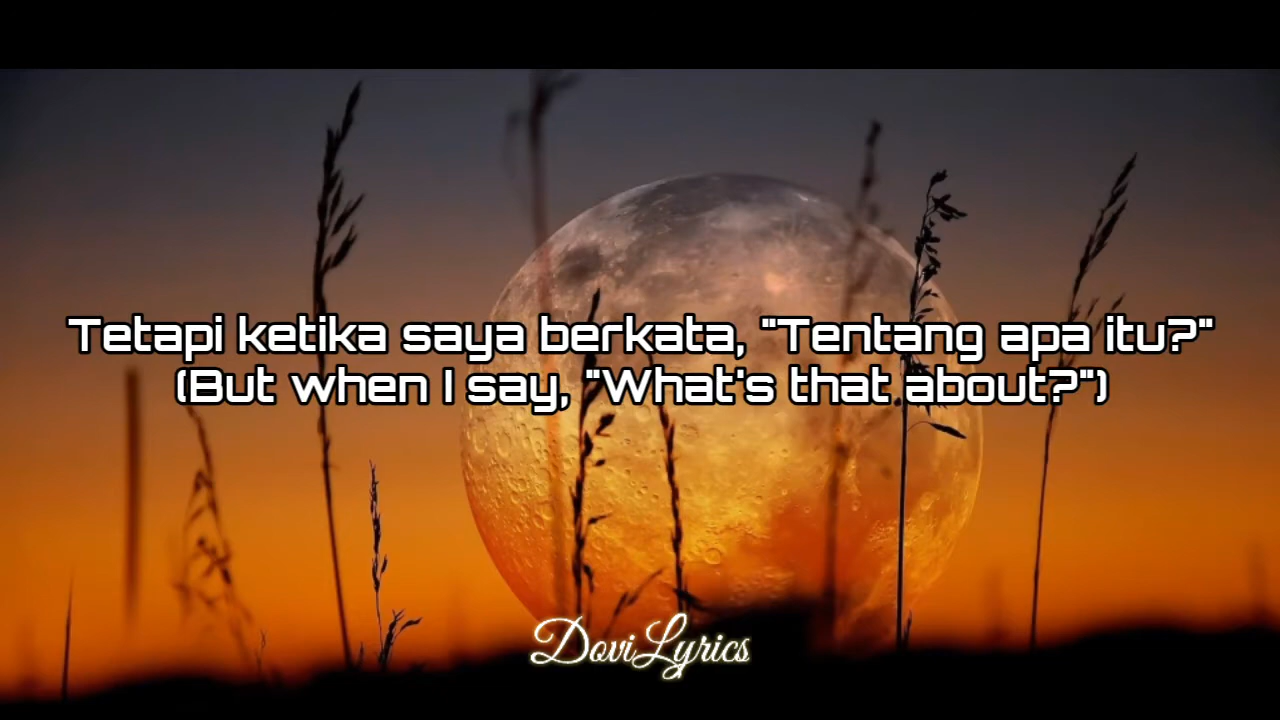 Tetapi ketika saya berkata, "Tentang apa itu?"
(But when I say, "What's that about?")
DoviLyrics